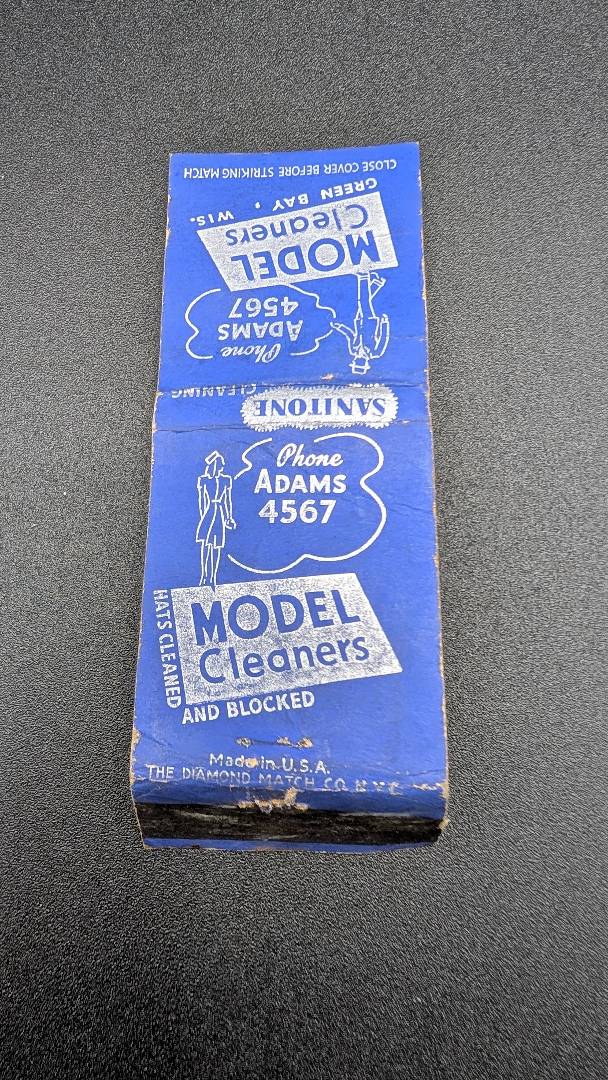 CLOSE COVER BEFORE STRIKING MATCH
GREEN BAY, WIS.
MODEL
Cleaners
Phone
ADAMS
4567
SANITONE
CLEANING
Phone
ADAMS
4567
MODEL
Cleaners
HATS CLEANED
AND BLOCKED
Made in U.S.A.
THE DIAMOND MATCH CO. N.Y.C.